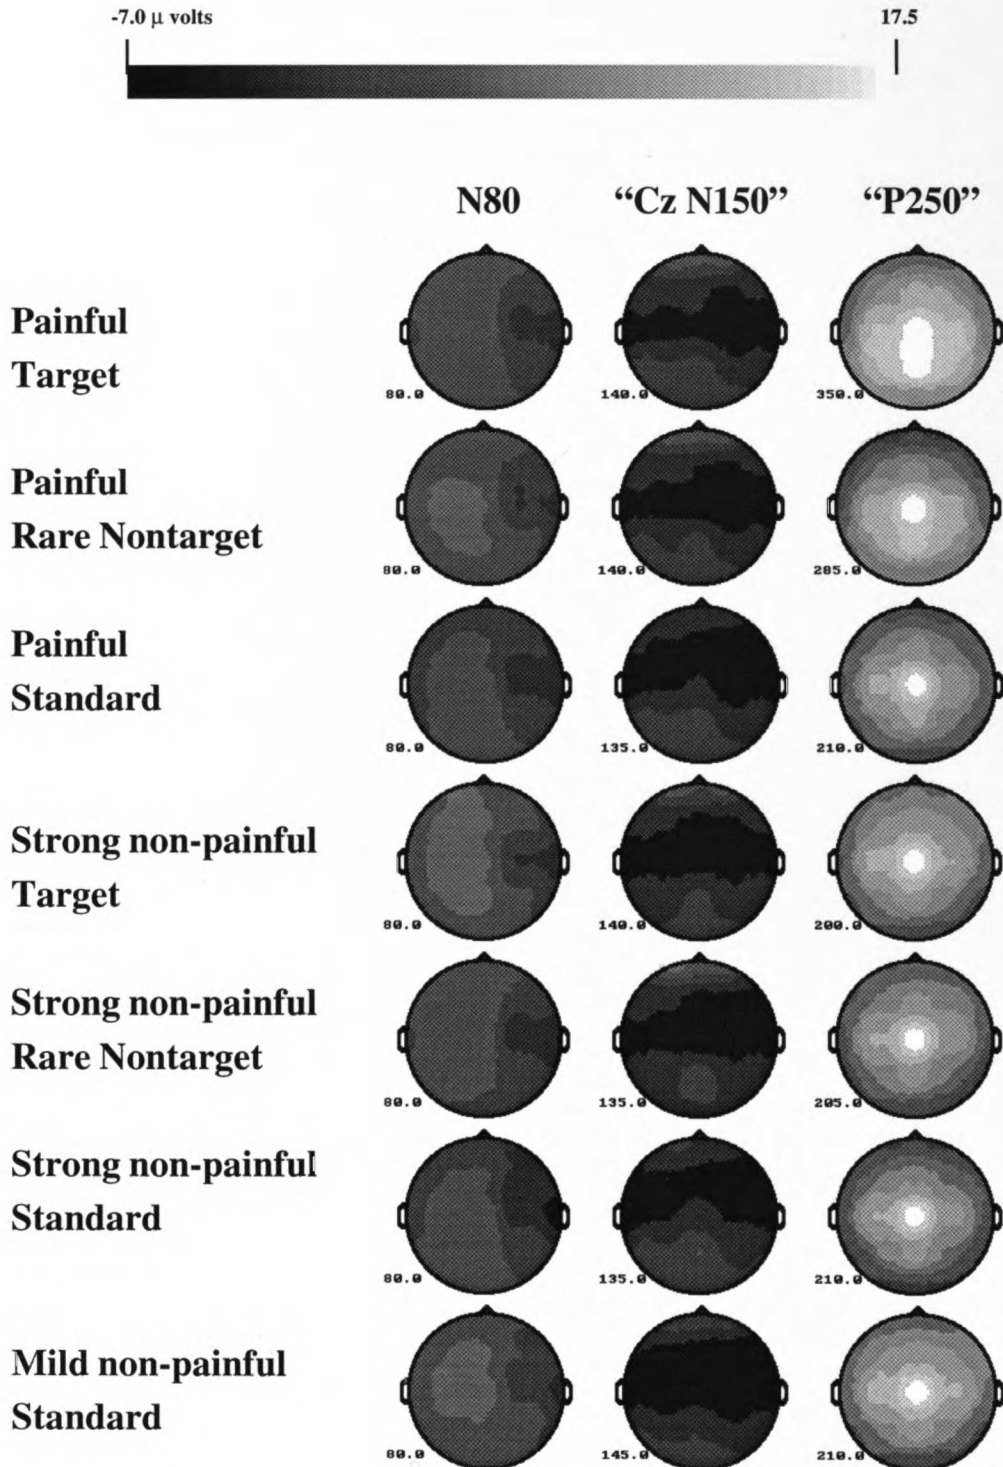 -7.0 μ volts 17.5
N80 “Cz N150” “P250”
Painful
Target
80.0 140.0 350.0
Painful
Rare Nontarget
80.0 140.0 285.0
Painful
Standard
80.0 135.0 210.0
Strong non-painful
Target
80.0 140.0 200.0
Strong non-painful
Rare Nontarget
80.0 135.0 205.0
Strong non-painful
Standard
80.0 135.0 210.0
Mild non-painful
Standard
80.0 145.0 210.0